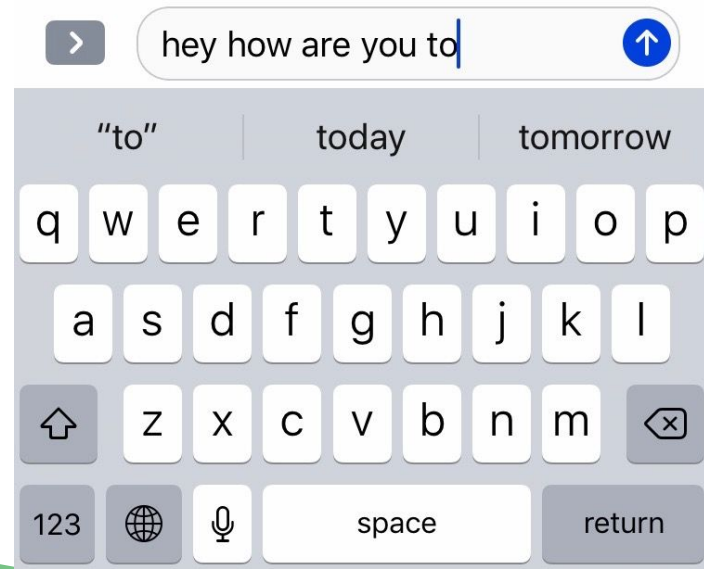 hey how are you to
“to” today tomorrow
q w e r t y u i o p
a s d f g h j k l
z x c v b n m
123 space return